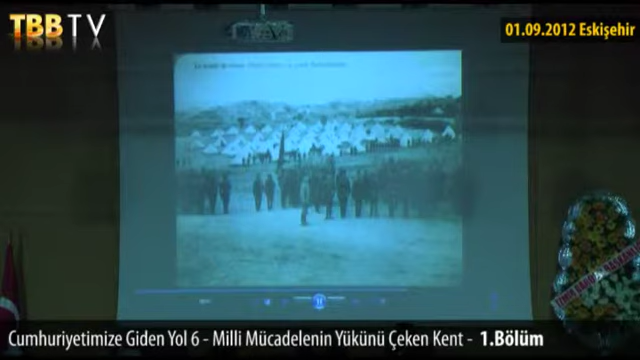 TBB TV
01.09.2012 Eskişehir
Cumhuriyetimize Giden Yol 6 - Milli Mücadelenin Yükünü Çeken Kent - 1.Bölüm